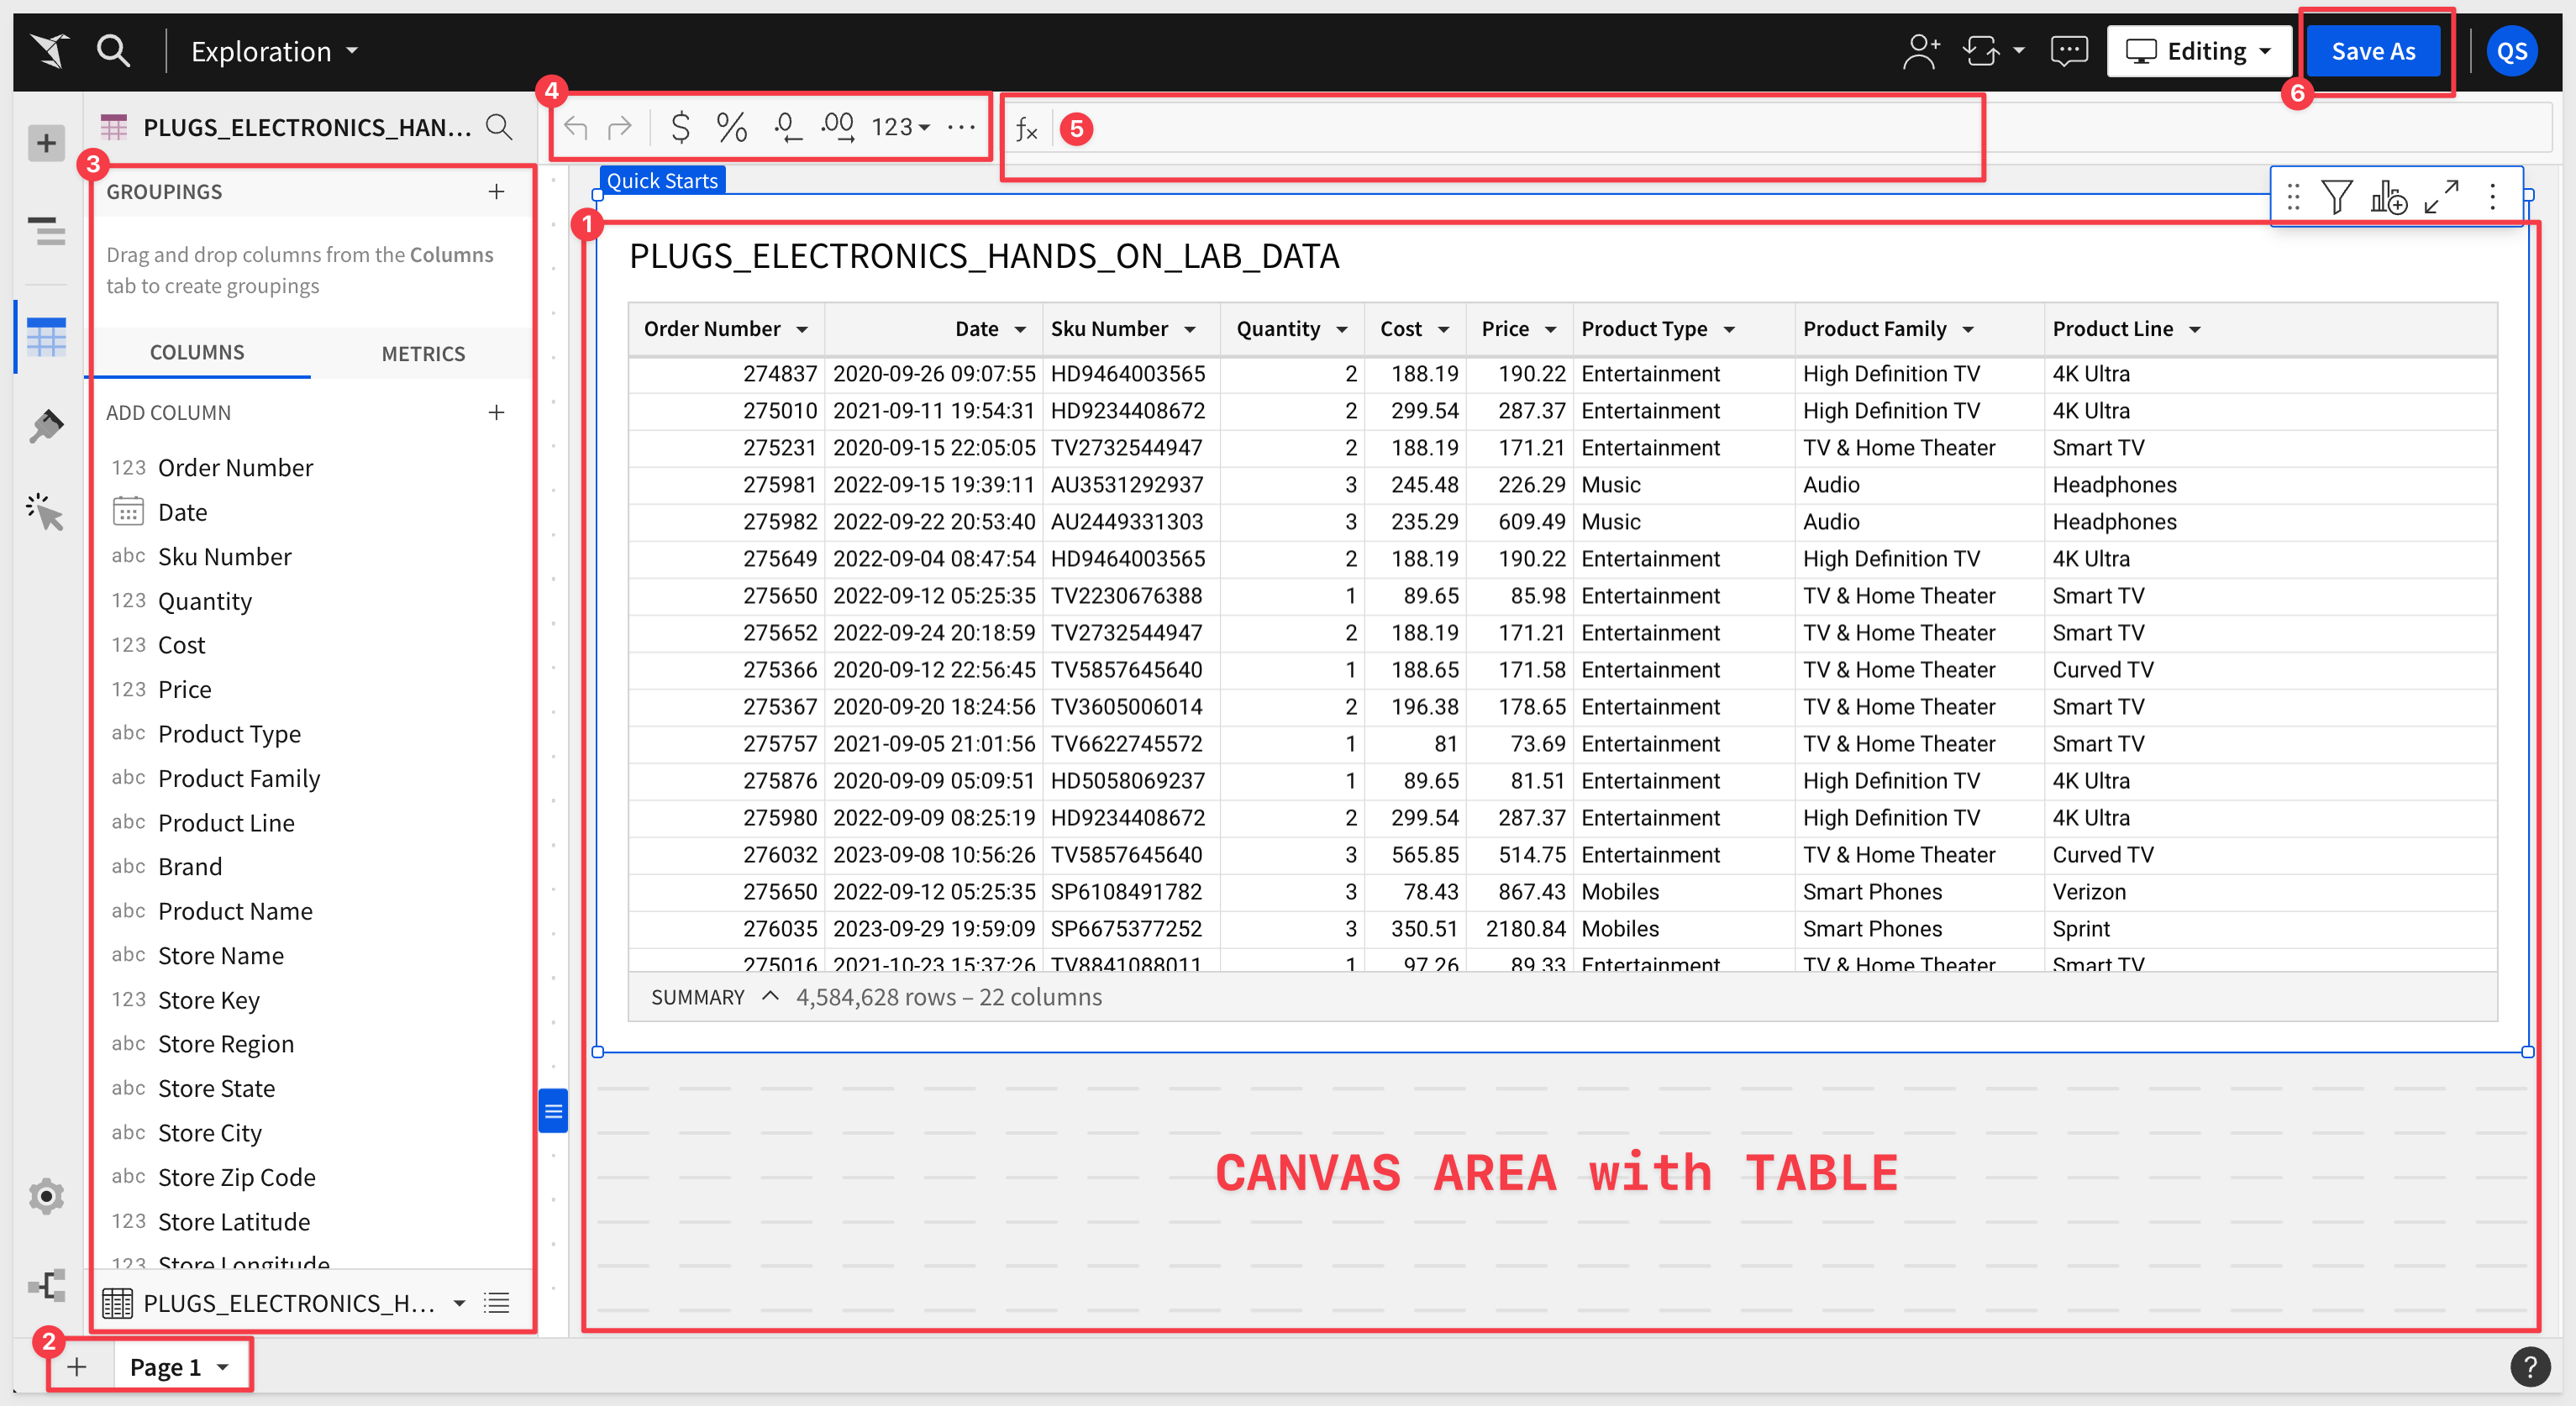 Exploration
Editing
6
Save As
QS
PLUGS_ELECTRONICS_HAN...
4
$ % .0 .00 123 ...
fx
5
3
GROUPINGS
Drag and drop columns from the Columns
tab to create groupings
COLUMNS METRICS
ADD COLUMN
123 Order Number
Date
abc Sku Number
123 Quantity
123 Cost
123 Price
abc Product Type
abc Product Family
abc Product Line
abc Brand
abc Product Name
abc Store Name
123 Store Key
abc Store Region
abc Store State
abc Store City
abc Store Zip Code
123 Store Latitude
123 Store Longitude
PLUGS_ELECTRONICS_H...
2
Page 1
Quick Starts
1
PLUGS_ELECTRONICS_HANDS_ON_LAB_DATA
Order Number Date Sku Number Quantity Cost Price Product Type Product Family Product Line
274837 2020-09-26 09:07:55 HD9464003565 2 188.19 190.22 Entertainment High Definition TV 4K Ultra
275010 2021-09-11 19:54:31 HD9234408672 2 299.54 287.37 Entertainment High Definition TV 4K Ultra
275231 2020-09-15 22:05:05 TV2732544947 2 188.19 171.21 Entertainment TV & Home Theater Smart TV
275981 2022-09-15 19:39:11 AU3531292937 3 245.48 226.29 Music Audio Headphones
275982 2022-09-22 20:53:40 AU2449331303 3 235.29 609.49 Music Audio Headphones
275649 2022-09-04 08:47:54 HD9464003565 2 188.19 190.22 Entertainment High Definition TV 4K Ultra
275650 2022-09-12 05:25:35 TV2230676388 1 89.65 85.98 Entertainment TV & Home Theater Smart TV
275652 2022-09-24 20:18:59 TV2732544947 2 188.19 171.21 Entertainment TV & Home Theater Smart TV
275366 2020-09-12 22:56:45 TV5857645640 1 188.65 171.58 Entertainment TV & Home Theater Curved TV
275367 2020-09-20 18:24:56 TV3605006014 2 196.38 178.65 Entertainment TV & Home Theater Smart TV
275757 2021-09-05 21:01:56 TV6622745572 1 81 73.69 Entertainment TV & Home Theater Smart TV
275876 2020-09-09 05:09:51 HD5058069237 1 89.65 81.51 Entertainment High Definition TV 4K Ultra
275980 2022-09-09 08:25:19 HD9234408672 2 299.54 287.37 Entertainment High Definition TV 4K Ultra
276032 2023-09-08 10:56:26 TV5857645640 3 565.85 514.75 Entertainment TV & Home Theater Curved TV
275650 2022-09-12 05:25:35 SP6108491782 3 78.43 867.43 Mobiles Smart Phones Verizon
276035 2023-09-29 19:59:09 SP6675377252 3 350.51 2180.84 Mobiles Smart Phones Sprint
275016 2021-10-23 15:37:26 TV8841088011 1 97.26 89.33 Entertainment TV & Home Theater Smart TV
SUMMARY 4,584,628 rows – 22 columns
CANVAS AREA with TABLE
?